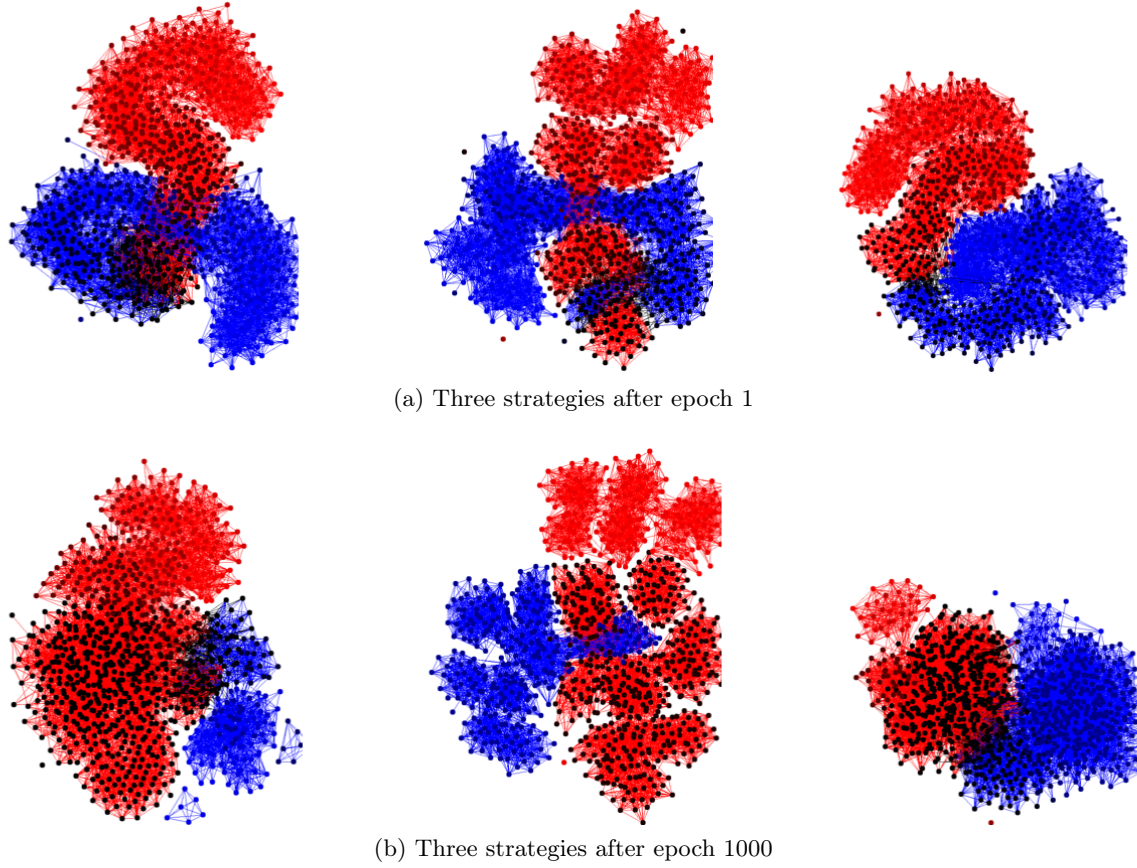 (a) Three strategies after epoch 1
(b) Three strategies after epoch 1000